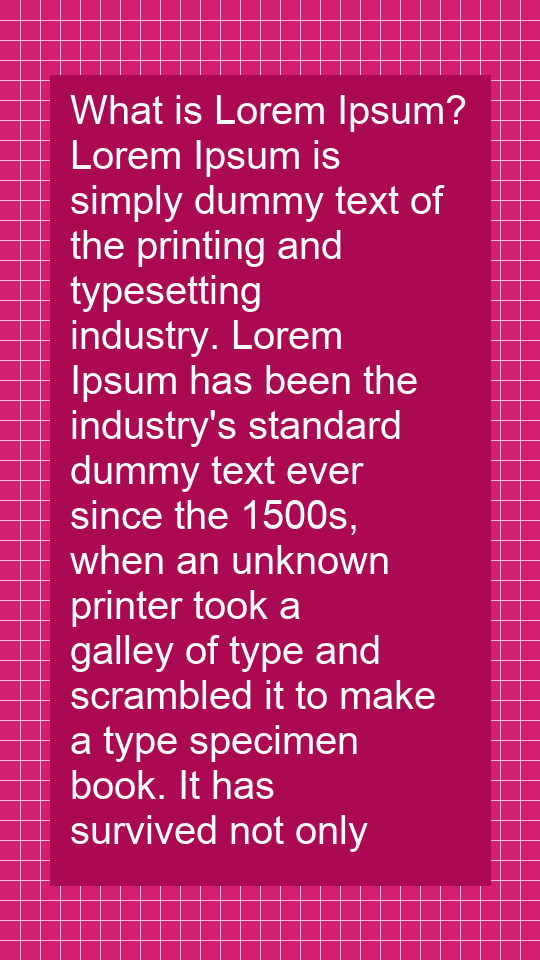 What is Lorem Ipsum?
Lorem Ipsum is
simply dummy text of
the printing and
typesetting
industry. Lorem
Ipsum has been the
industry's standard
dummy text ever
since the 1500s,
when an unknown
printer took a
galley of type and
scrambled it to make
a type specimen
book. It has
survived not only